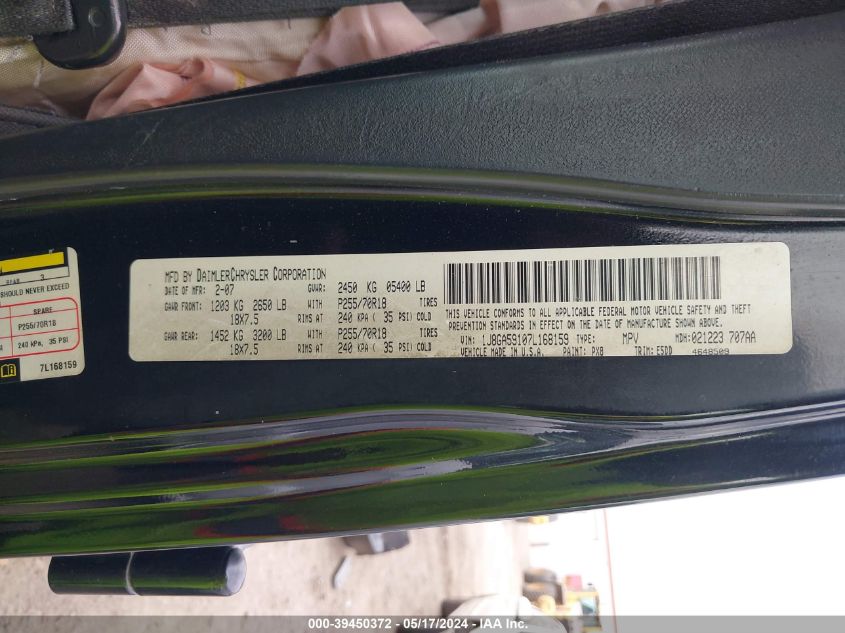 REAR 3
SHOULD NEVER EXCEED
SPARE
P255/70R18
240 kPa, 35 PSI
7L168159
MFD BY DAIMLERCHRYSLER CORPORATION
DATE OF MFR: 2-07 GVWR: 2450 KG 05400 LB
GAWR FRONT: 1203 KG 2650 LB WITH P255/70R18 TIRES
18X7.5 RIMS AT 240 KPA( 35 PSI) COLD
GAWR REAR: 1452 KG 3200 LB WITH P255/70R18 TIRES
18X7.5 RIMS AT 240 KPA( 35 PSI) COLD
THIS VEHICLE CONFORMS TO ALL APPLICABLE FEDERAL MOTOR VEHICLE SAFETY AND THEFT
PREVENTION STANDARDS IN EFFECT ON THE DATE OF MANUFACTURE SHOWN ABOVE.
VIN: 1J8GA59107L168159 TYPE: MPV MDH: 021223 707AA
VEHICLE MADE IN U.S.A. PAINT: PX8 TRIM: E5DD 4648509
000-39450372 - 05/17/2024 - IAAI.com